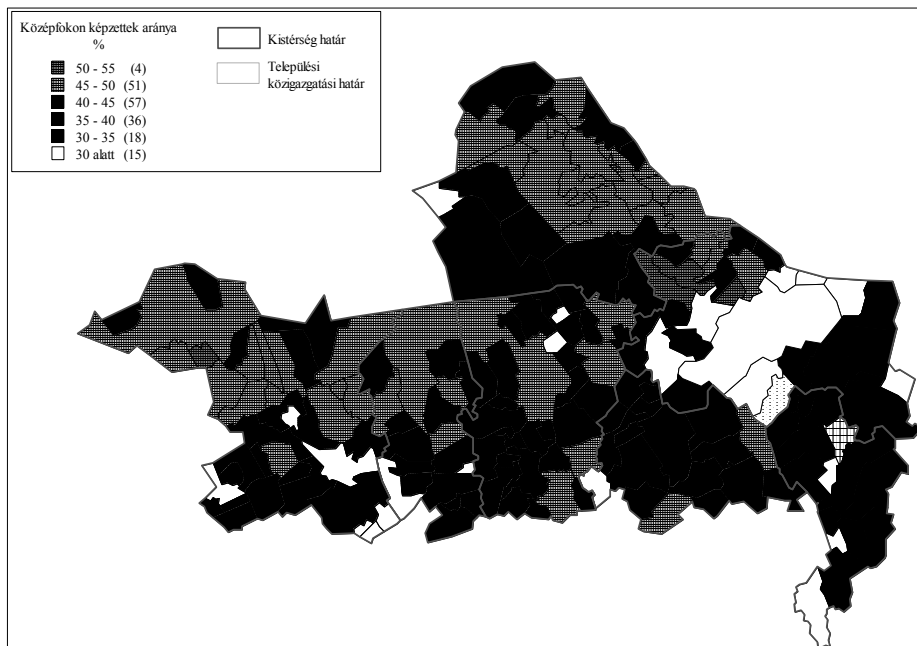 Középfokon képzettek aránya
%
50 - 55 (4)
45 - 50 (51)
40 - 45 (57)
35 - 40 (36)
30 - 35 (18)
30 alatt (15)
Kistérség határ
Települési
közigazgatási határ